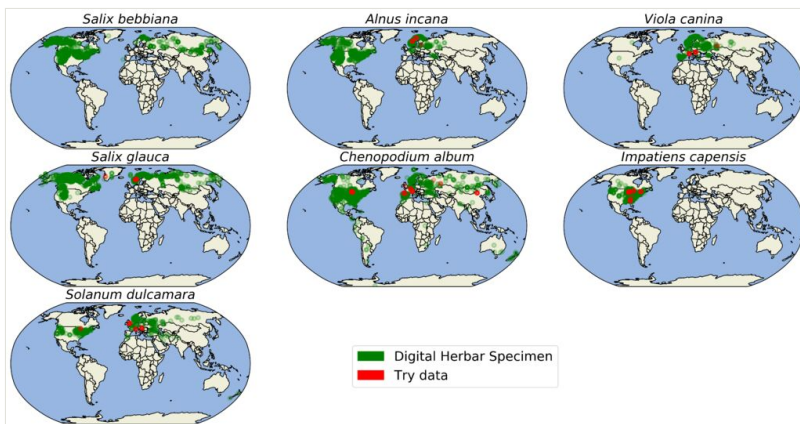 Salix bebbiana
Alnus incana
Viola canina
Salix glauca
Chenopodium album
Impatiens capensis
Solanum dulcamara
Digital Herbar Specimen
Try data